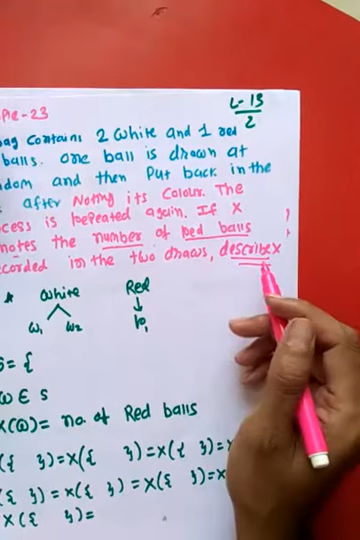 ple-23
L-13
2
bag contains 2 white and 1 red
balls. one ball is drawn at
ndom and then put back in the
after Noting its Colour. The
ocess is repeated again. If X
notes the number of red balls
ecorded in the two draws, describe X
White Red
w₁ w₂ r₁
S = {
ω ∈ S
X(ω) = no. of Red balls
({ }) = X({ }) = X({ }) = X
({ }) = X({ }) = X({ }) = X
X({ }) =